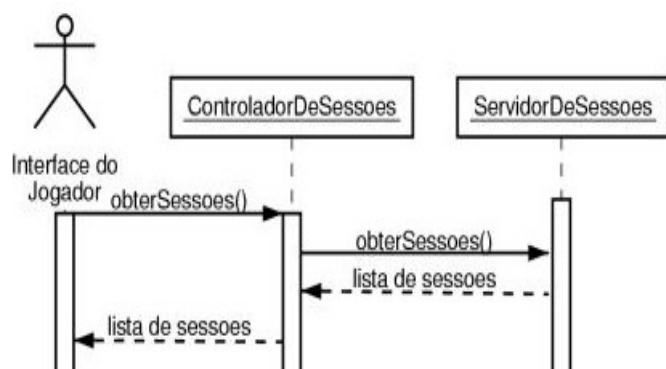 ControladorDeSessoes
ServidorDeSessoes
Interface do
Jogador
obterSessoes()
obterSessoes()
lista de sessoes
lista de sessoes